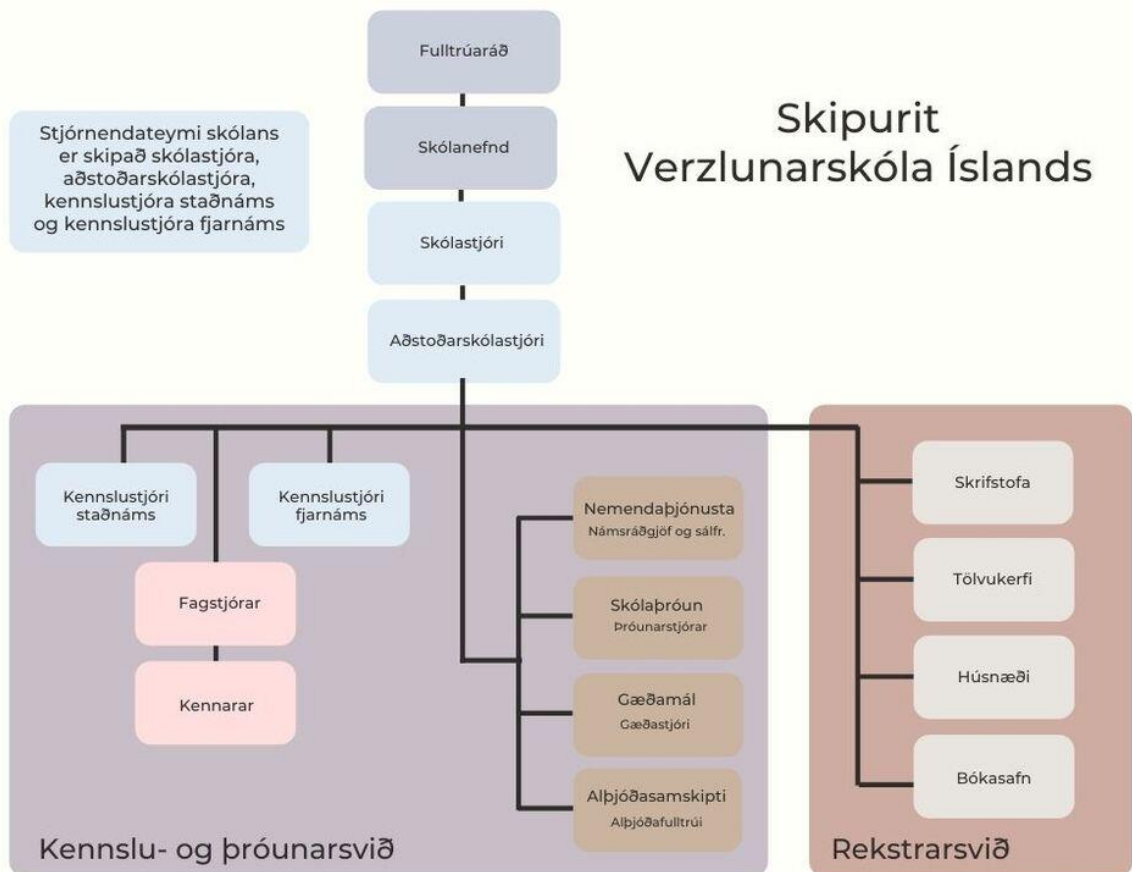 Fulltrúaráð
Skipurit
Verzlunarskóla Íslands
Stjórnendateymi skólans
er skipað skólastjóra,
aðstoðarskólastjóra,
kennslustjóra staðnáms
og kennslustjóra fjarnáms
Skólanefnd
Skólastjóri
Aðstoðarskólastjóri
Kennslustjóri
staðnáms
Kennslustjóri
fjarnáms
Fagstjórar
Kennarar
Nemendaþjónusta
Námsráðgjöf og sálfr.
Skólaþróun
Þróunarstjórar
Gæðamál
Gæðastjóri
Alþjóðasamskipti
Alþjóðafulltrúi
Kennslu- og þróunarsvið
Skrifstofa
Tölvukerfi
Húsnæði
Bókasafn
Rekstrarsvið